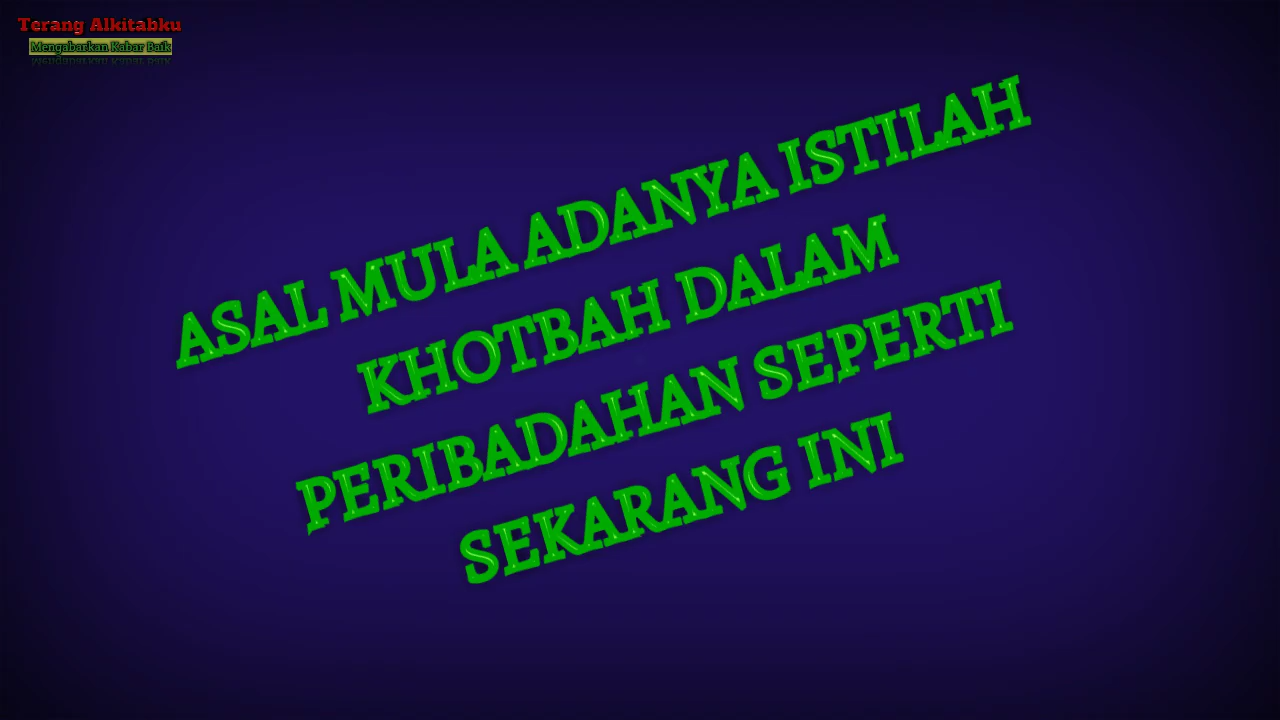 Terang Alkitabku
Mengabarkan Kabar Baik
ASAL MULA ADANYA ISTILAH
KHOTBAH DALAM
PERIBADAHAN SEPERTI
SEKARANG INI